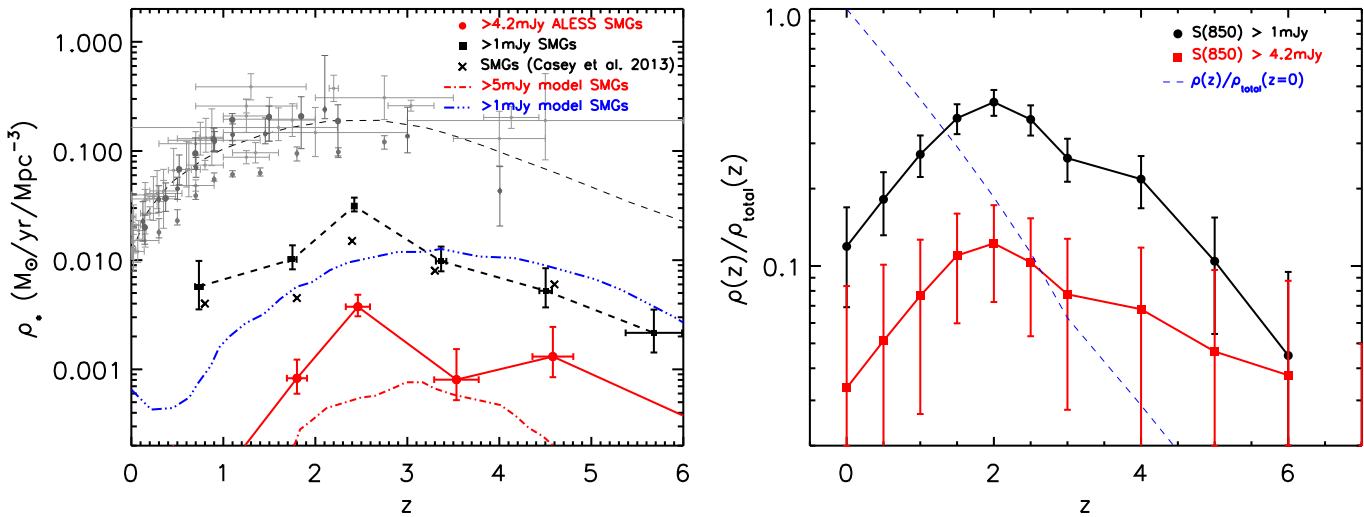 >4.2mJy ALESS SMGs
>1mJy SMGs
SMGs (Casey et al. 2013)
>5mJy model SMGs
>1mJy model SMGs
1.000
0.100
0.010
0.001
ρ* (M☉/yr/Mpc⁻³)
0 1 2 3 4 5 6
z
S(850) > 1mJy
S(850) > 4.2mJy
ρ(z)/ρtotal(z=0)
1.0
0.1
ρ(z)/ρtotal(z)
0 2 4 6
z